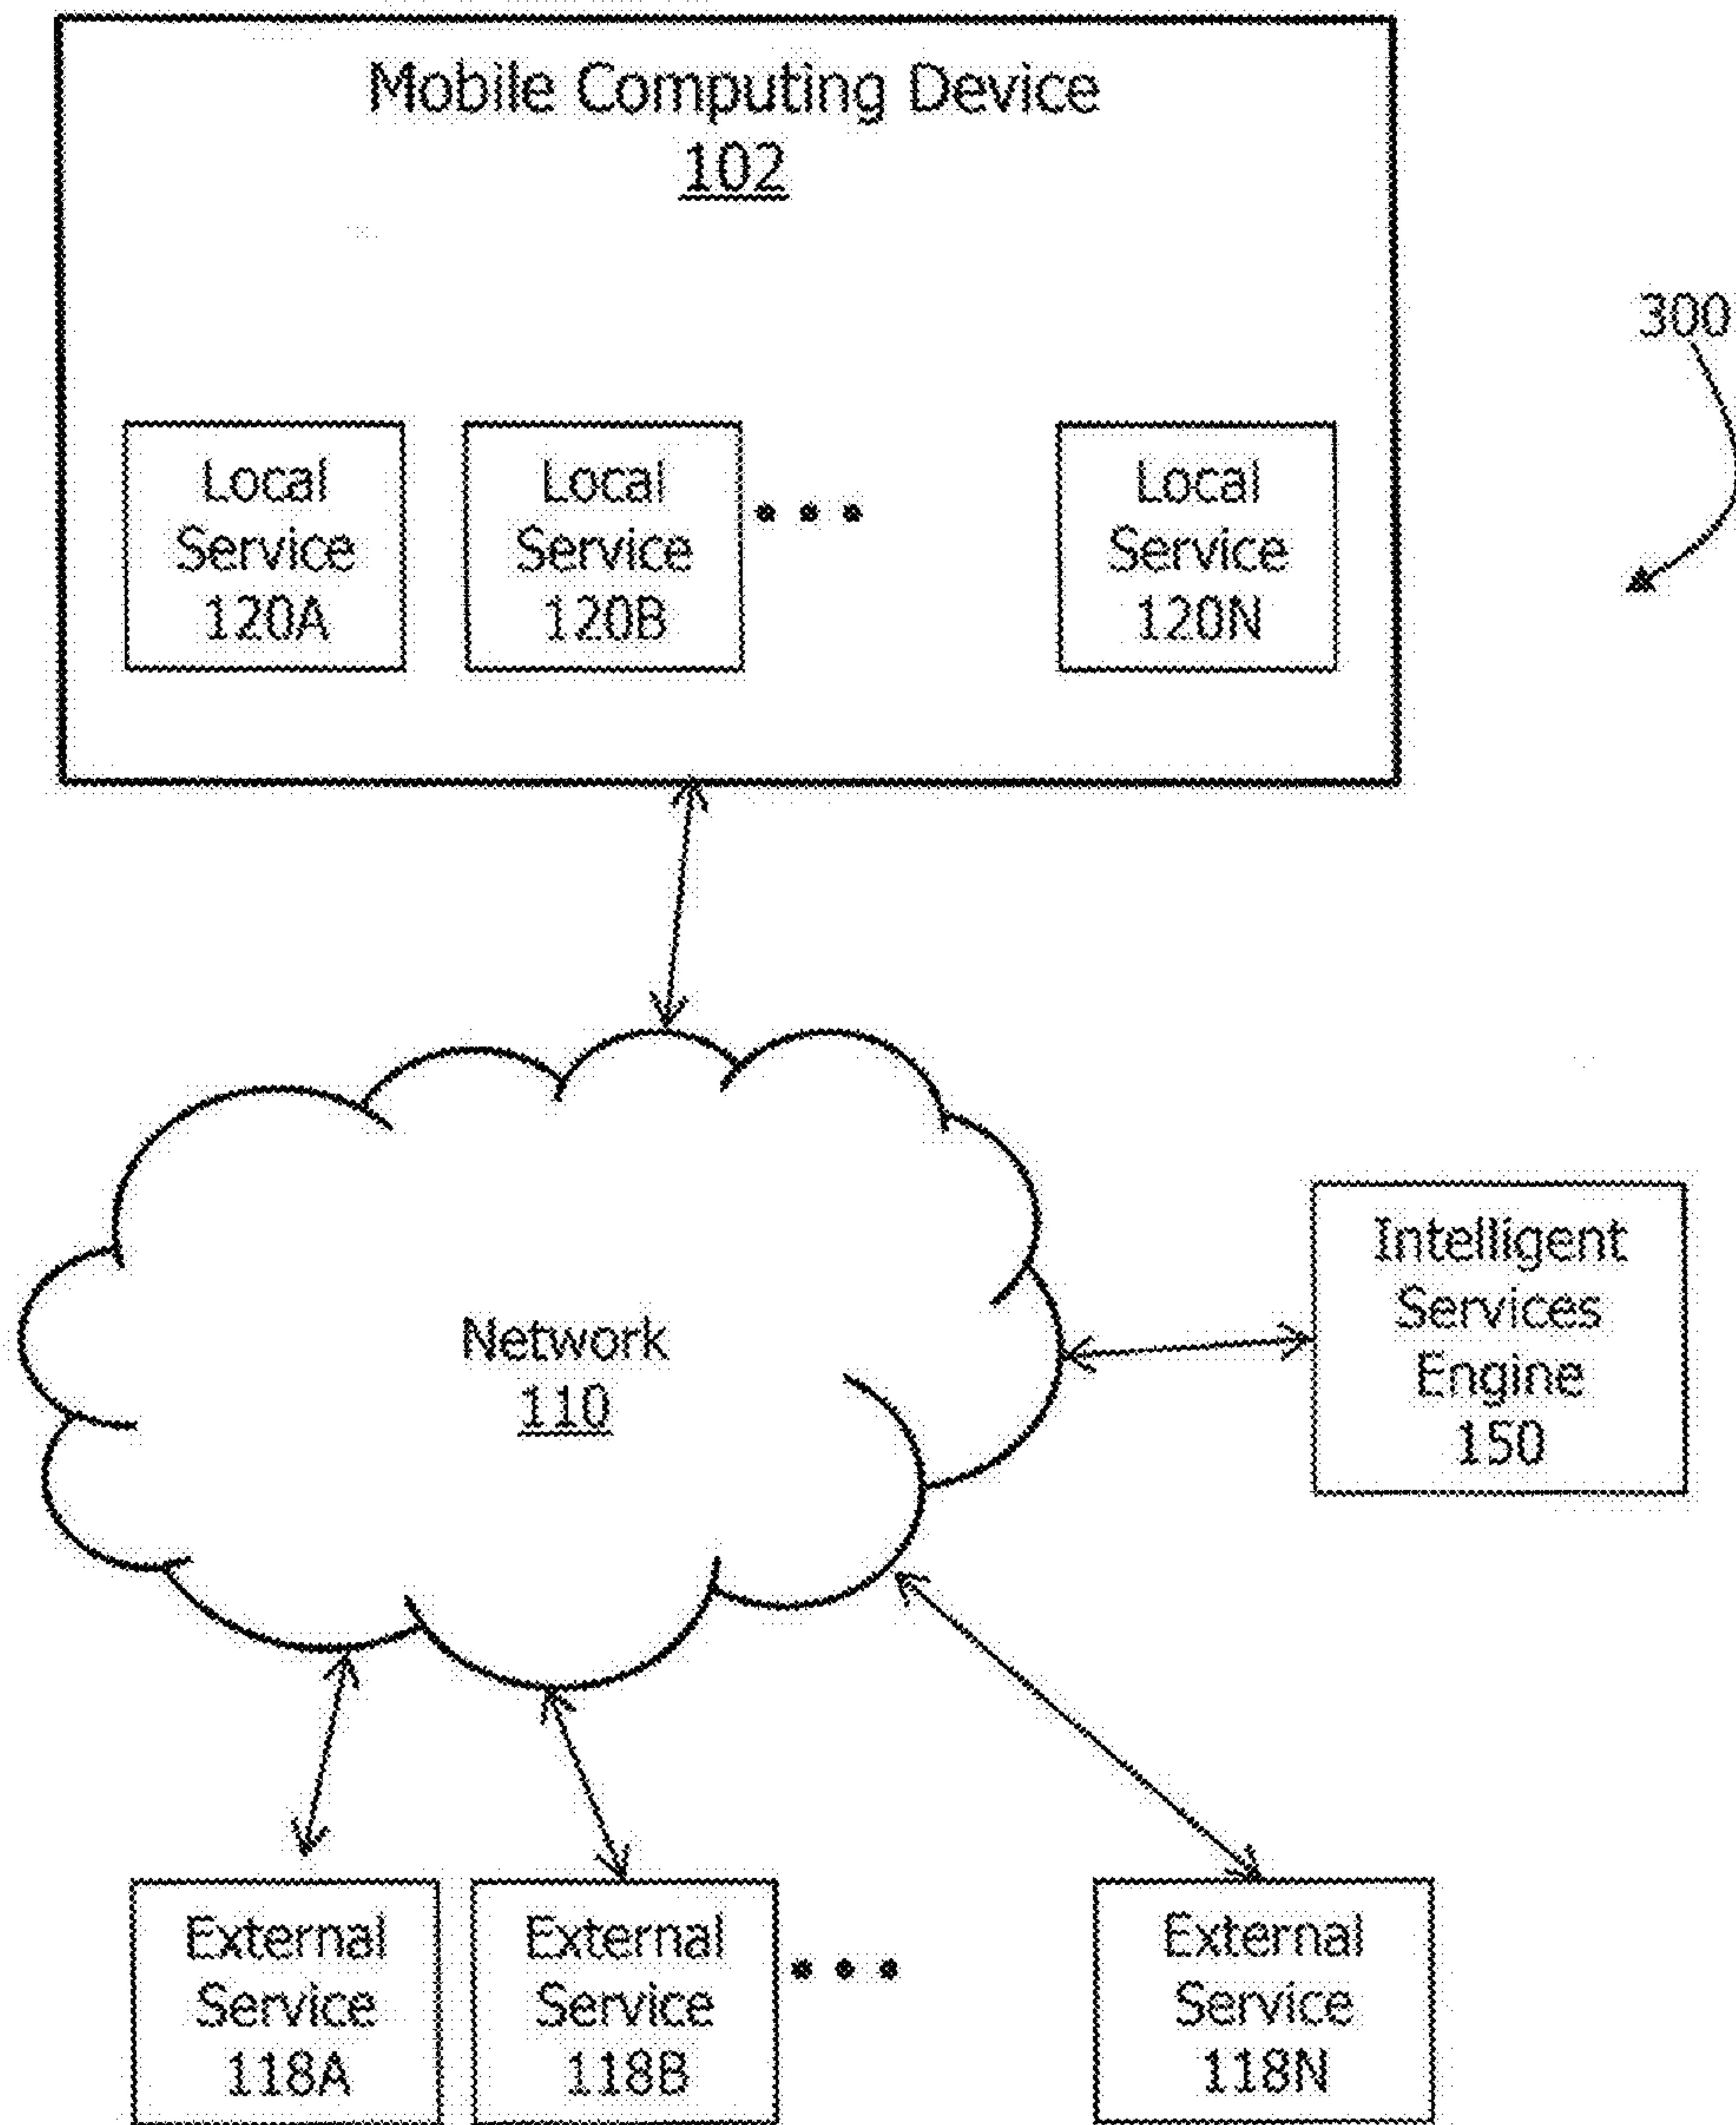 Mobile Computing Device
102
300
Local
Service
120A
Local
Service
120B
Local
Service
120N
Network
110
Intelligent
Services
Engine
150
External
Service
118A
External
Service
118B
External
Service
118N